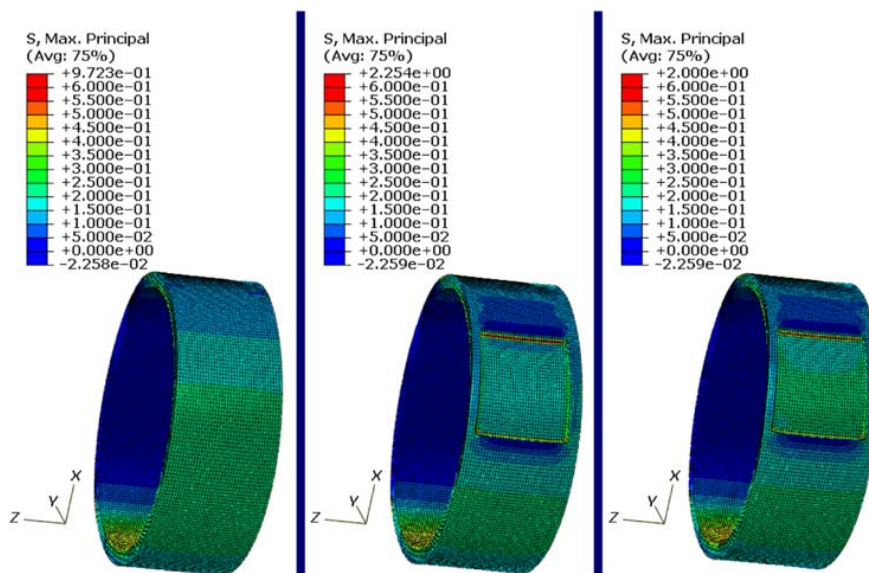 S, Max. Principal
(Avg: 75%)
+9.723e-01
+6.000e-01
+5.500e-01
+5.000e-01
+4.500e-01
+4.000e-01
+3.500e-01
+3.000e-01
+2.500e-01
+2.000e-01
+1.500e-01
+1.000e-01
+5.000e-02
+0.000e+00
-2.258e-02
X
Y
Z
S, Max. Principal
(Avg: 75%)
+2.254e+00
+6.000e-01
+5.500e-01
+5.000e-01
+4.500e-01
+4.000e-01
+3.500e-01
+3.000e-01
+2.500e-01
+2.000e-01
+1.500e-01
+1.000e-01
+5.000e-02
+0.000e+00
-2.259e-02
X
Y
Z
S, Max. Principal
(Avg: 75%)
+2.000e+00
+6.000e-01
+5.500e-01
+5.000e-01
+4.500e-01
+4.000e-01
+3.500e-01
+3.000e-01
+2.500e-01
+2.000e-01
+1.500e-01
+1.000e-01
+5.000e-02
+0.000e+00
-2.259e-02
X
Y
Z